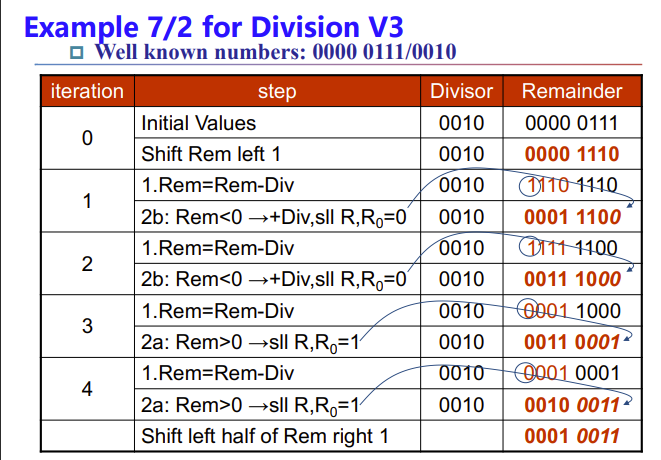 Example 7/2 for Division V3
Well known numbers: 0000 0111/0010
iteration step Divisor Remainder
0 Initial Values 0010 0000 0111
Shift Rem left 1 0010 0000 1110
1 1.Rem=Rem-Div 0010 1110 1110
2b: Rem<0 →+Div,sll R,R₀=0 0010 0001 1100
2 1.Rem=Rem-Div 0010 1111 1100
2b: Rem<0 →+Div,sll R,R₀=0 0010 0011 1000
3 1.Rem=Rem-Div 0010 0001 1000
2a: Rem>0 →sll R,R₀=1 0010 0011 0001
4 1.Rem=Rem-Div 0010 0001 0001
2a: Rem>0 →sll R,R₀=1 0010 0010 0011
Shift left half of Rem right 1 0001 0011